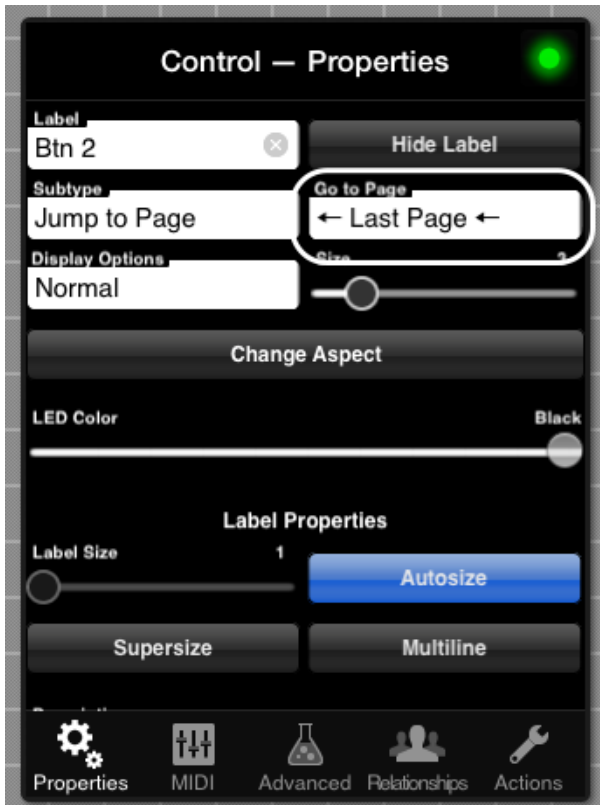 Control — Properties
Label
Btn 2
Hide Label
Subtype
Jump to Page
Go to Page
← Last Page ←
Display Options
Normal
Size
Change Aspect
LED Color
Black
Label Properties
Label Size
1
Autosize
Supersize
Multiline
Properties
MIDI
Advanced
Relationships
Actions